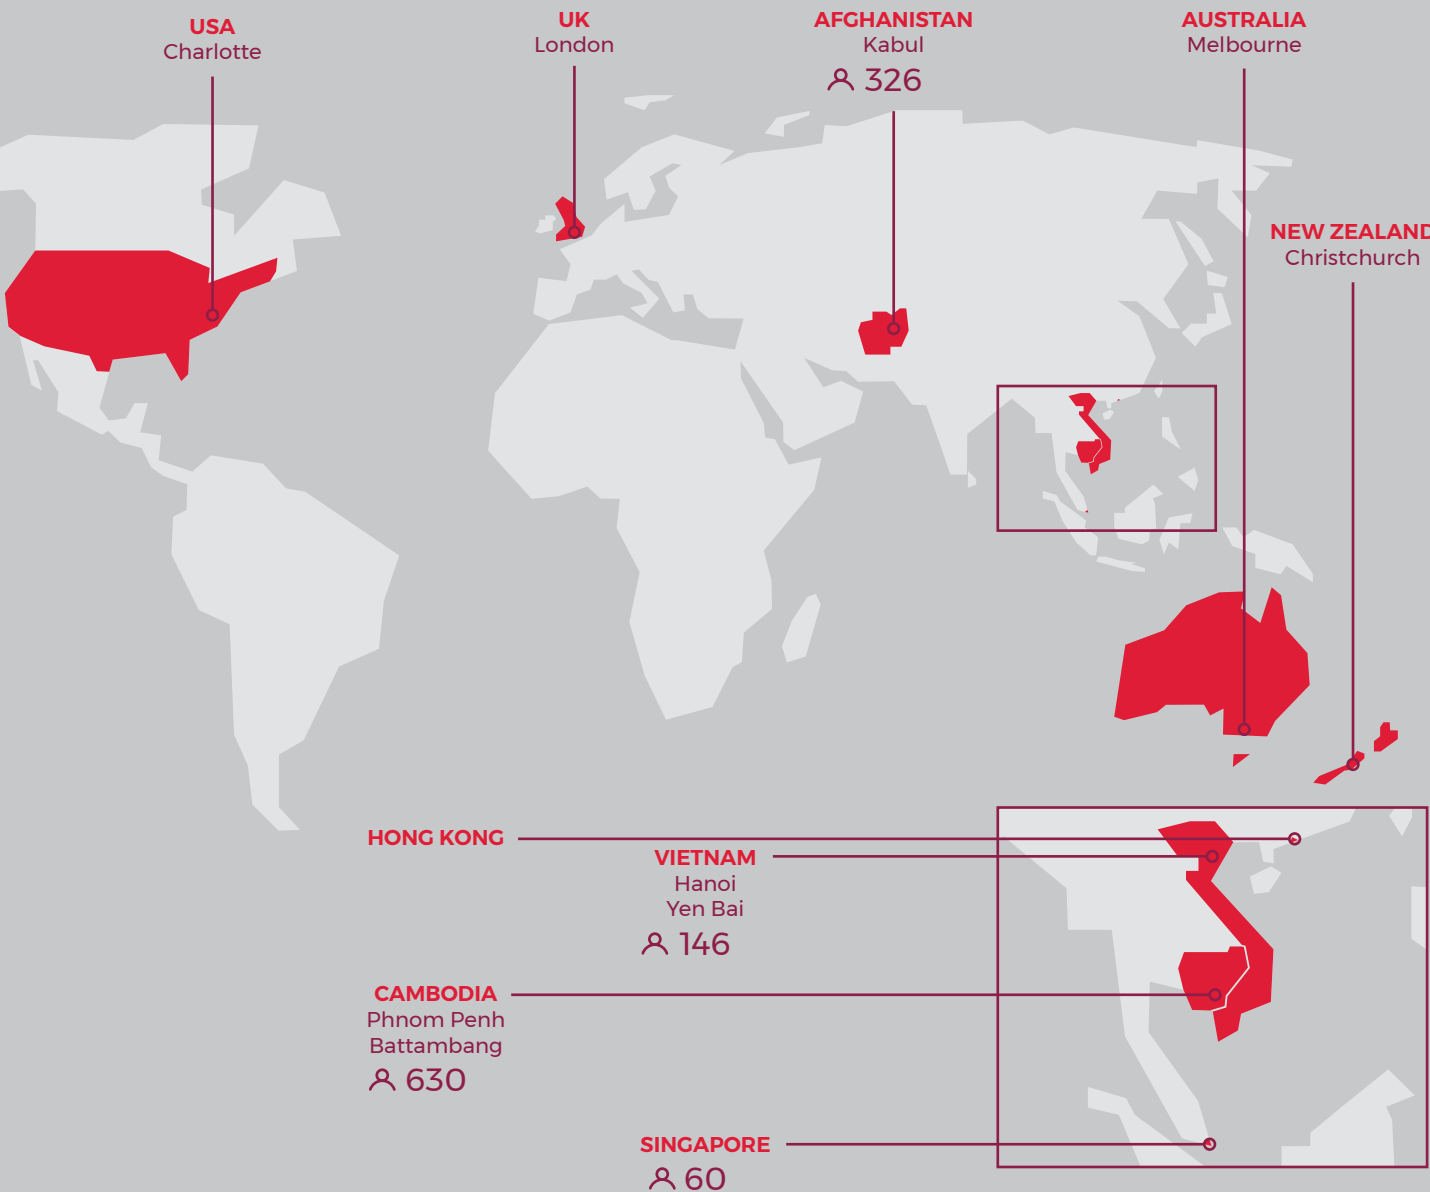 USA
Charlotte
UK
London
AFGHANISTAN
Kabul
326
AUSTRALIA
Melbourne
NEW ZEALAND
Christchurch
HONG KONG
VIETNAM
Hanoi
Yen Bai
146
CAMBODIA
Phnom Penh
Battambang
630
SINGAPORE
60